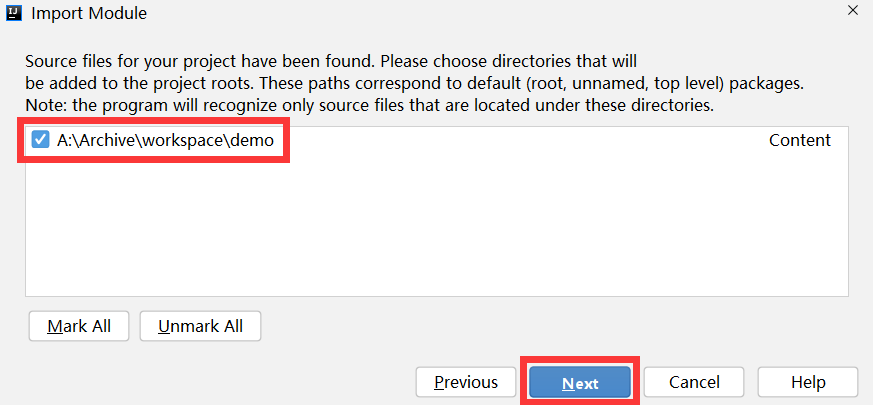 IJ Import Module
Source files for your project have been found. Please choose directories that will
be added to the project roots. These paths correspond to default (root, unnamed, top level) packages.
Note: the program will recognize only source files that are located under these directories.
A:\Archive\workspace\demo Content
Mark All Unmark All
Previous Next Cancel Help